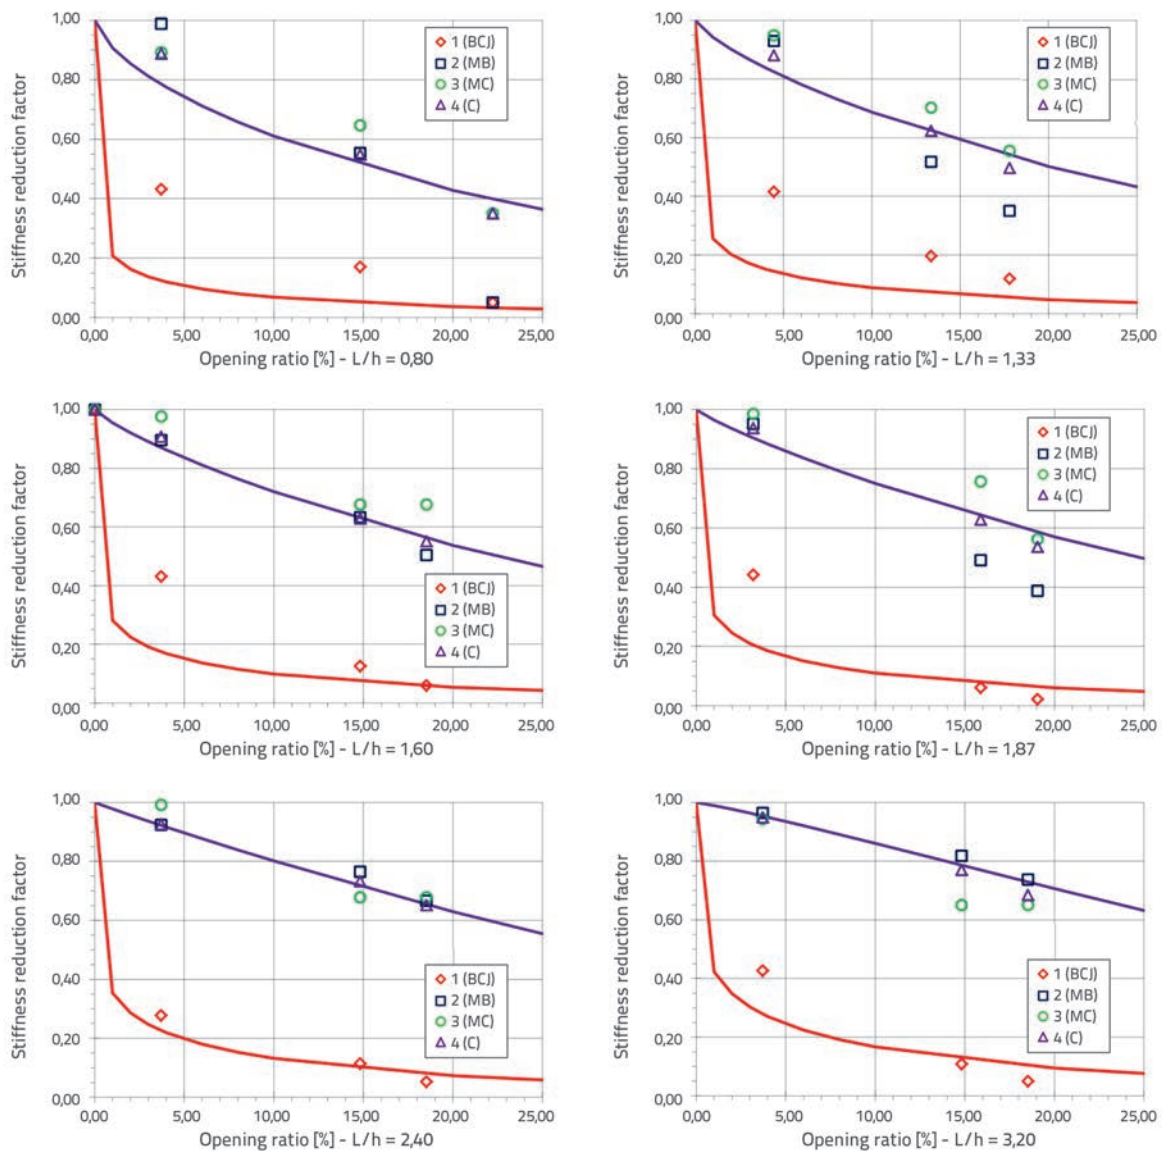 Stiffness reduction factor
1,00
0,80
0,60
0,40
0,20
0,00
0,00 5,00 10,00 15,00 20,00 25,00
Opening ratio [%] - L/h = 0,80
1 (BCJ)
2 (MB)
3 (MC)
4 (C)
Stiffness reduction factor
1,00
0,80
0,60
0,40
0,20
0,00
0,00 5,00 10,00 15,00 20,00 25,00
Opening ratio [%] - L/h = 1,33
1 (BCJ)
2 (MB)
3 (MC)
4 (C)
Stiffness reduction factor
1,00
0,80
0,60
0,40
0,20
0,00
0,00 5,00 10,00 15,00 20,00 25,00
Opening ratio [%] - L/h = 1,60
1 (BCJ)
2 (MB)
3 (MC)
4 (C)
Stiffness reduction factor
1,00
0,80
0,60
0,40
0,20
0,00
0,00 5,00 10,00 15,00 20,00 25,00
Opening ratio [%] - L/h = 1,87
1 (BCJ)
2 (MB)
3 (MC)
4 (C)
Stiffness reduction factor
1,00
0,80
0,60
0,40
0,20
0,00
0,00 5,00 10,00 15,00 20,00 25,00
Opening ratio [%] - L/h = 2,40
1 (BCJ)
2 (MB)
3 (MC)
4 (C)
Stiffness reduction factor
1,00
0,80
0,60
0,40
0,20
0,00
0,00 5,00 10,00 15,00 20,00 25,00
Opening ratio [%] - L/h = 3,20
1 (BCJ)
2 (MB)
3 (MC)
4 (C)